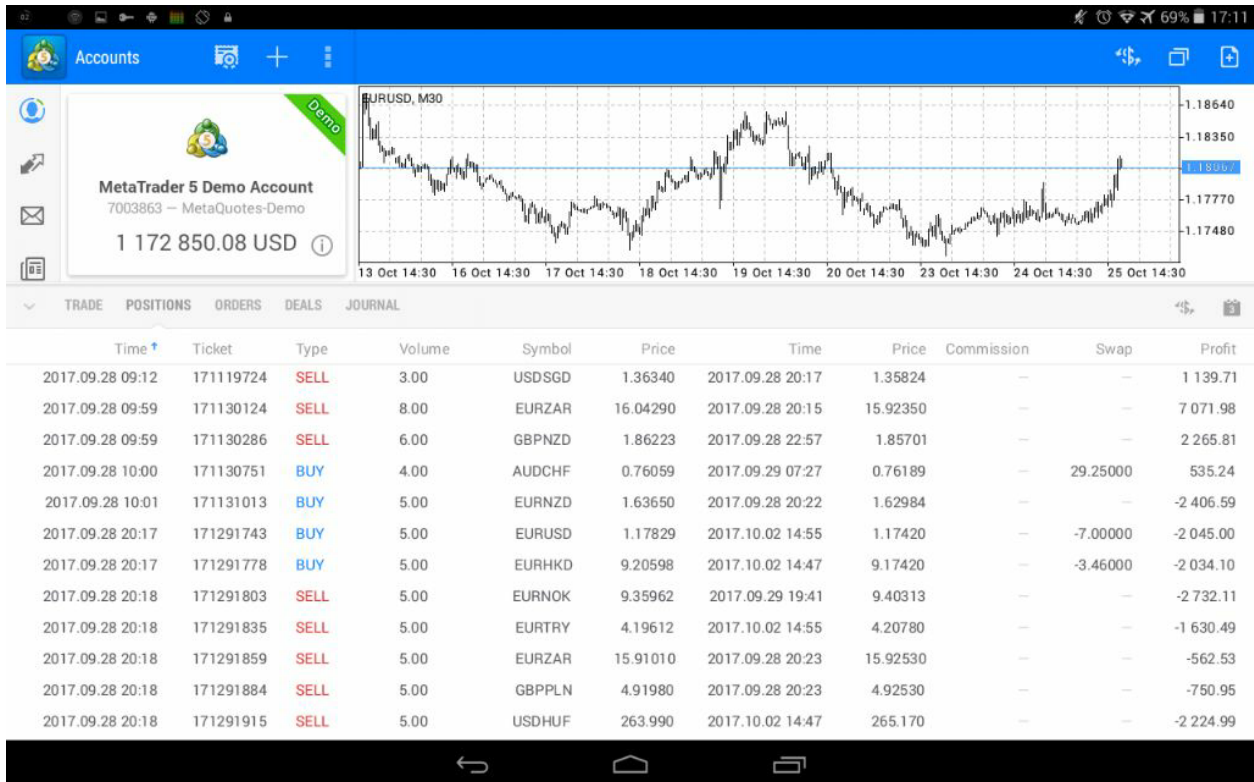 69% 17:11
Accounts
Demo
MetaTrader 5 Demo Account
7003863 — MetaQuotes-Demo
1 172 850.08 USD
EURUSD, M30
1.18640
1.18350
1.18067
1.17770
1.17480
13 Oct 14:30 16 Oct 14:30 17 Oct 14:30 18 Oct 14:30 19 Oct 14:30 20 Oct 14:30 23 Oct 14:30 24 Oct 14:30 25 Oct 14:30
TRADE POSITIONS ORDERS DEALS JOURNAL
Time Ticket Type Volume Symbol Price Time Price Commission Swap Profit
2017.09.28 09:12 171119724 SELL 3.00 USDSGD 1.36340 2017.09.28 20:17 1.35824 — — 1 139.71
2017.09.28 09:59 171130124 SELL 8.00 EURZAR 16.04290 2017.09.28 20:15 15.92350 — — 7 071.98
2017.09.28 09:59 171130286 SELL 6.00 GBPNZD 1.86223 2017.09.28 22:57 1.85701 — — 2 265.81
2017.09.28 10:00 171130751 BUY 4.00 AUDCHF 0.76059 2017.09.29 07:27 0.76189 — 29.25000 535.24
2017.09.28 10:01 171131013 BUY 5.00 EURNZD 1.63650 2017.09.28 20:22 1.62984 — — -2 406.59
2017.09.28 20:17 171291743 BUY 5.00 EURUSD 1.17829 2017.10.02 14:55 1.17420 — -7.00000 -2 045.00
2017.09.28 20:17 171291778 BUY 5.00 EURHKD 9.20598 2017.10.02 14:47 9.17420 — -3.46000 -2 034.10
2017.09.28 20:18 171291803 SELL 5.00 EURNOK 9.35962 2017.09.29 19:41 9.40313 — — -2 732.11
2017.09.28 20:18 171291835 SELL 5.00 EURTRY 4.19612 2017.10.02 14:55 4.20780 — — -1 630.49
2017.09.28 20:18 171291859 SELL 5.00 EURZAR 15.91010 2017.09.28 20:23 15.92530 — — -562.53
2017.09.28 20:18 171291884 SELL 5.00 GBPPLN 4.91980 2017.09.28 20:23 4.92530 — — -750.95
2017.09.28 20:18 171291915 SELL 5.00 USDHUF 263.990 2017.10.02 14:47 265.170 — — -2 224.99